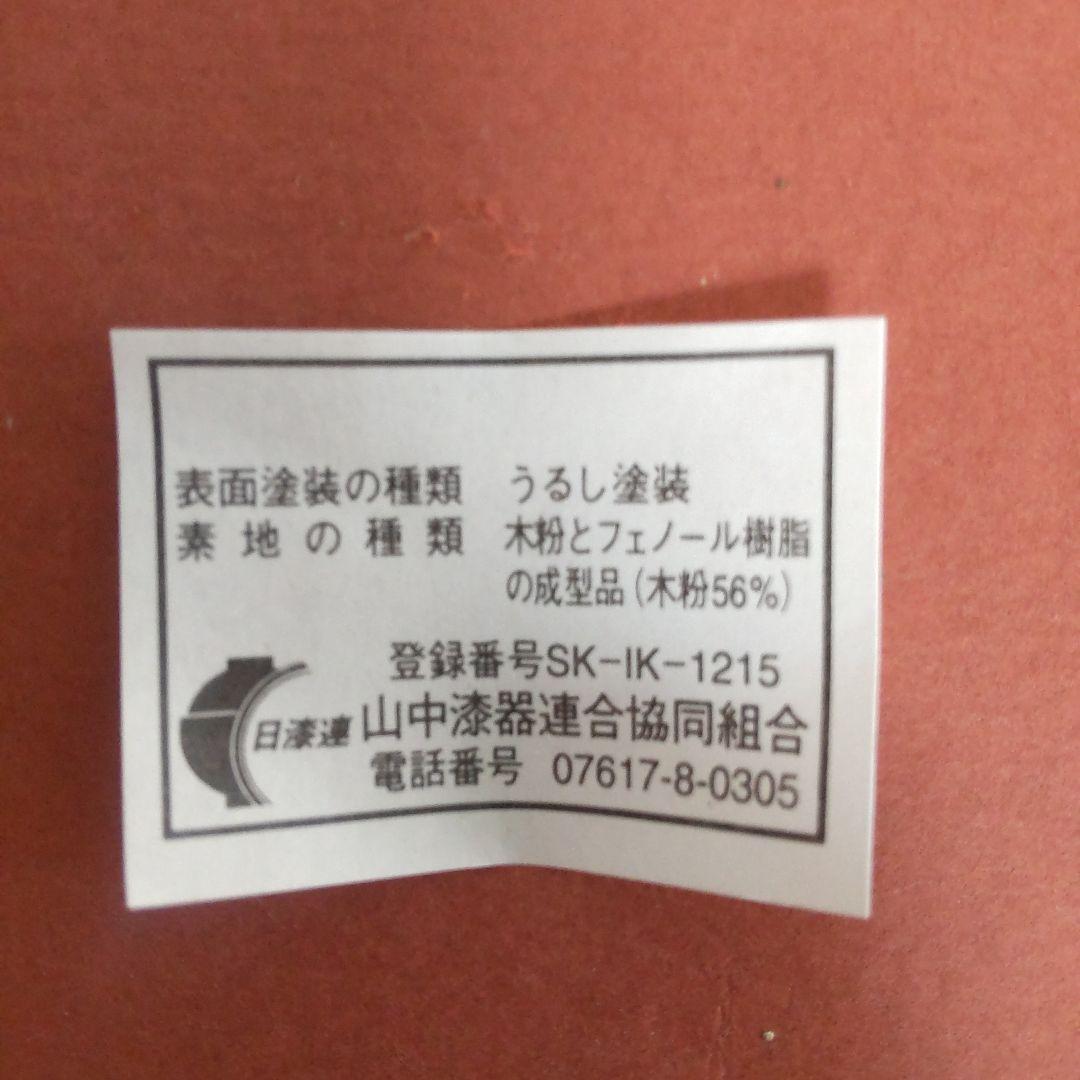 表面塗装の種類 うるし塗装
素地の種類 木粉とフェノール樹脂
の成型品(木粉56%)
登録番号SK-IK-1215
日漆連 山中漆器連合協同組合
電話番号 07617-8-0305